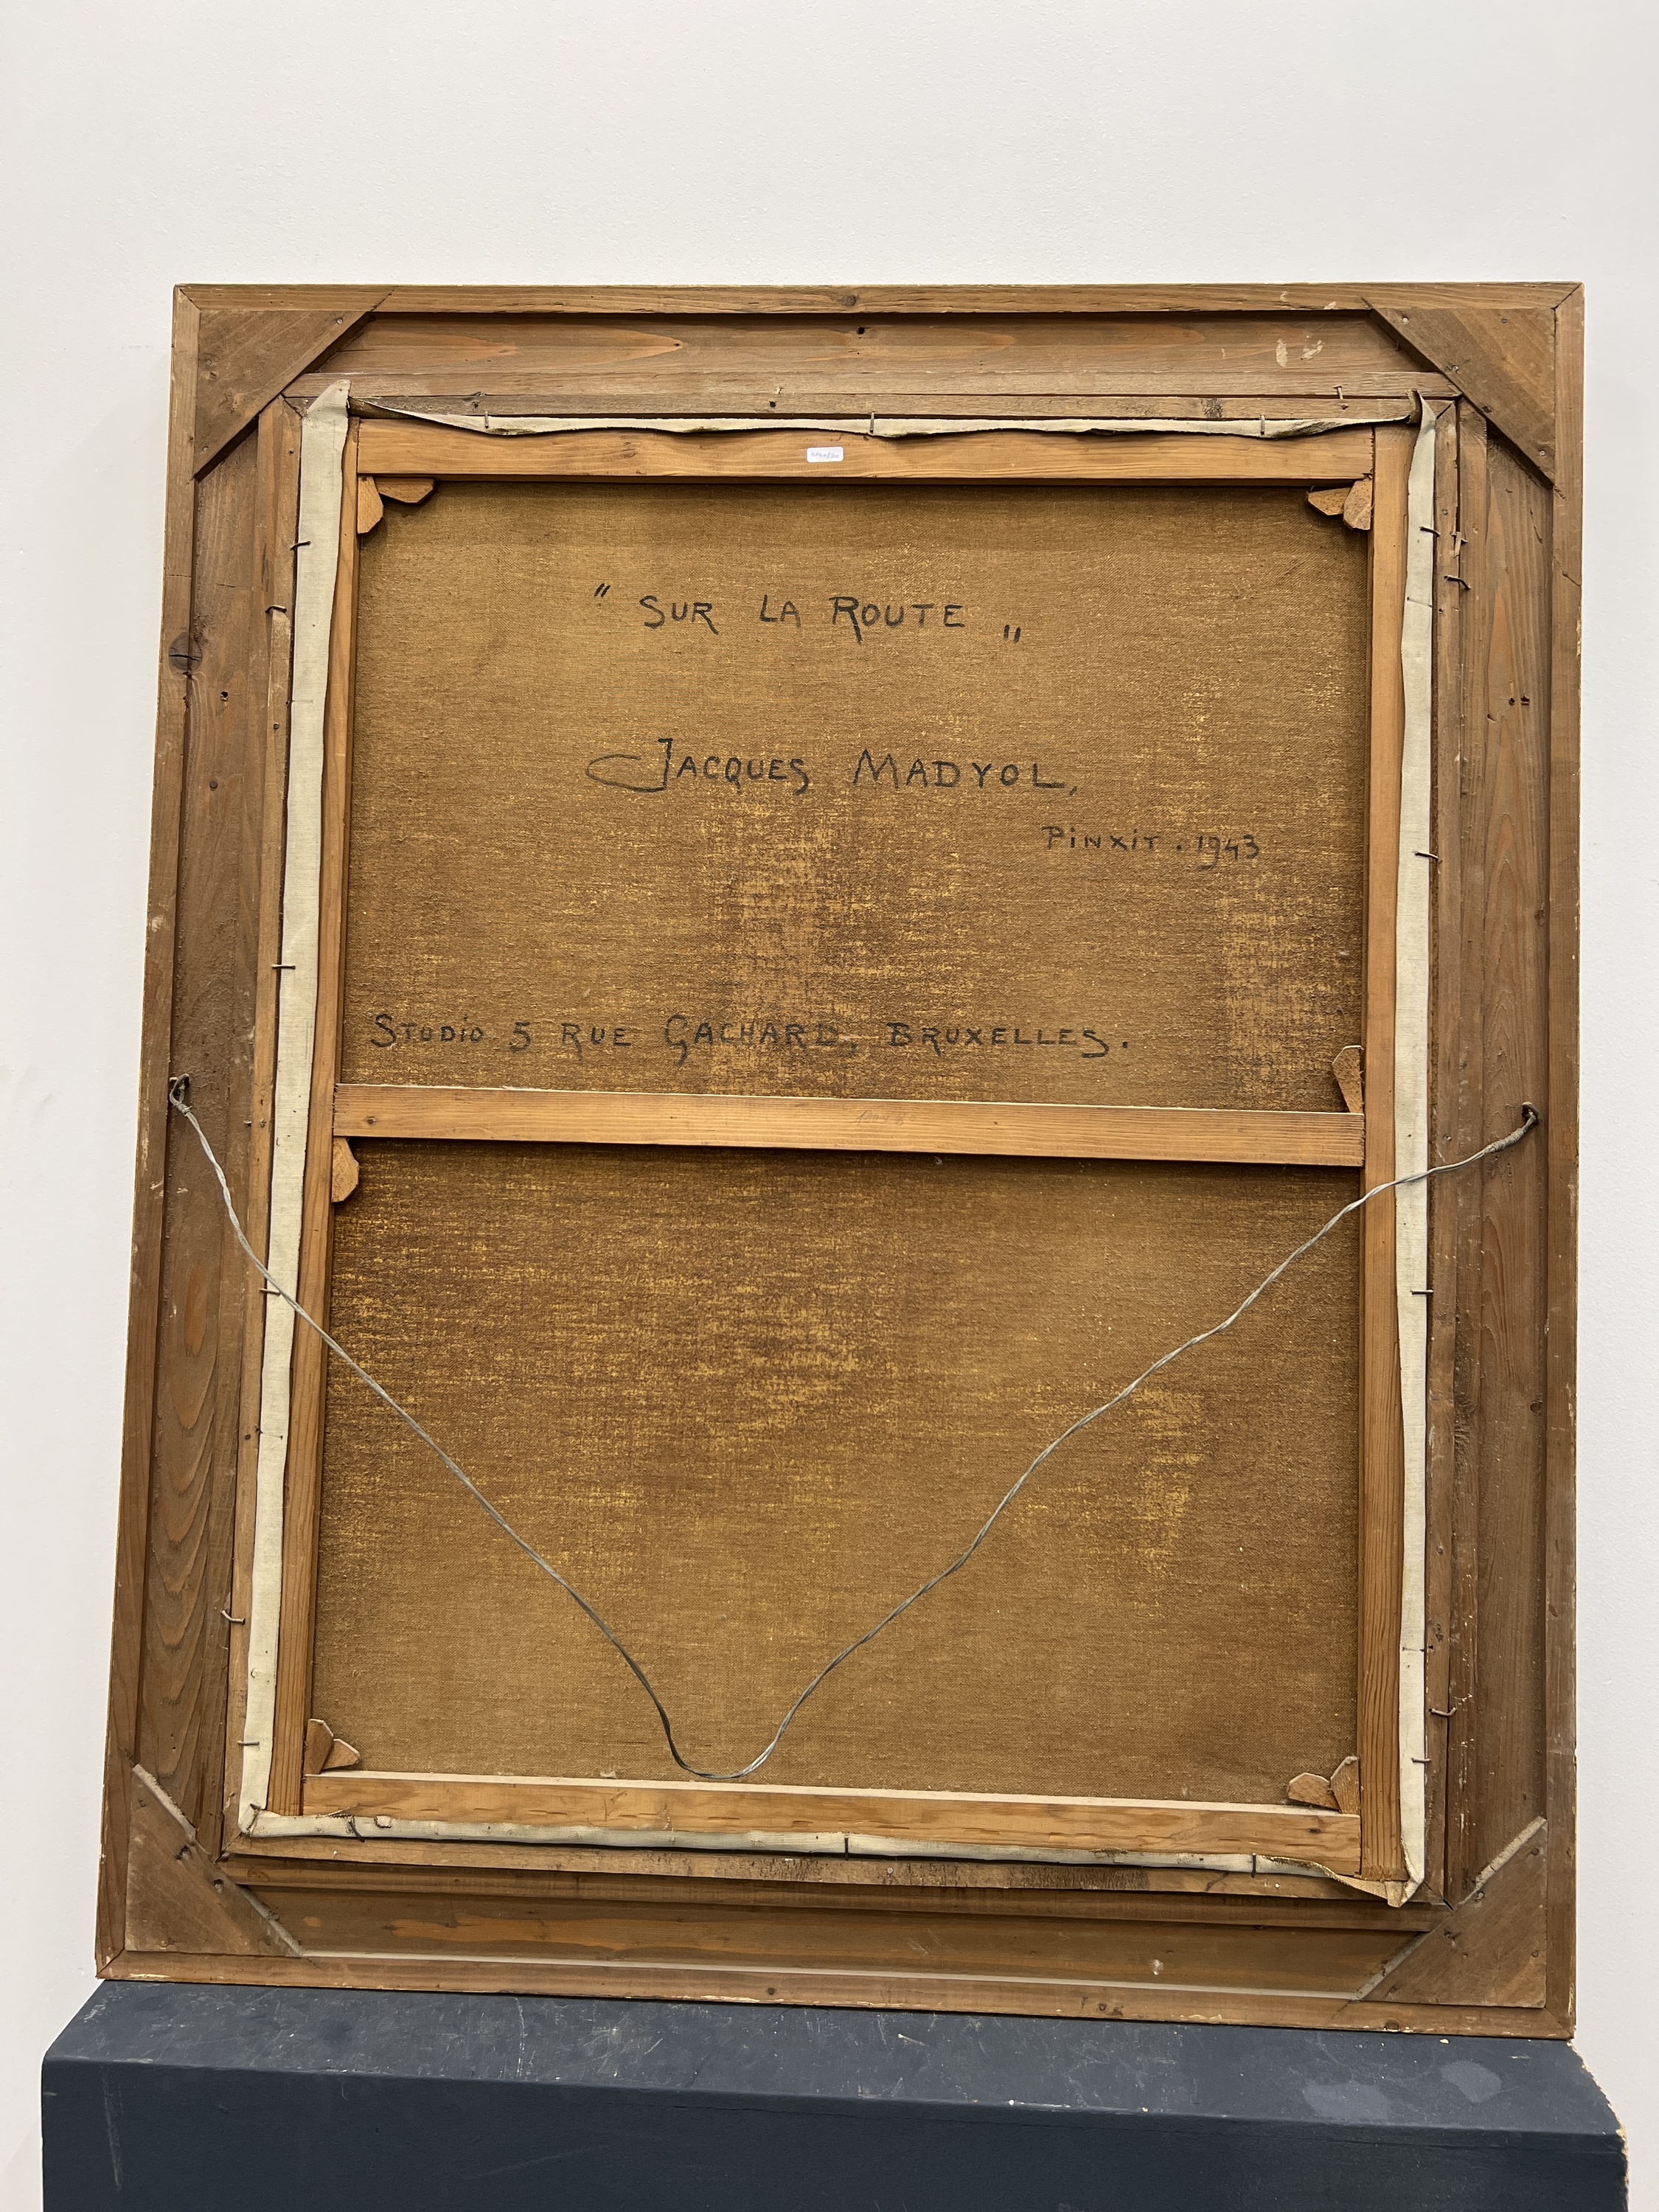 " SUR LA ROUTE „
JACQUES MADYOL,
PiNXiT . 1943
STUDiO 5 RUE GACHARD, BRUXELLES.